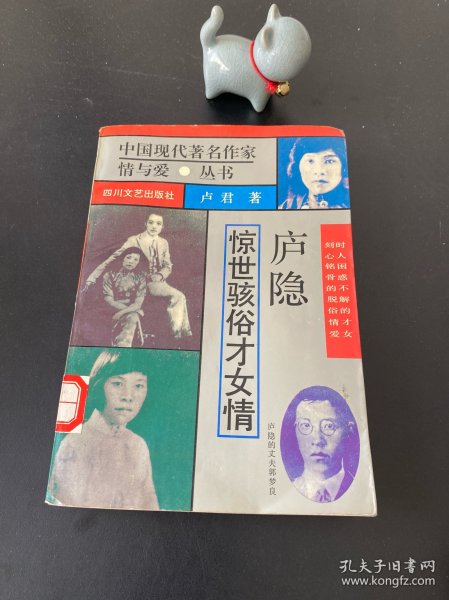 中国现代著名作家
情与爱·丛书
四川文艺出版社
卢君 著
庐隐
惊世骇俗才女情
时人困惑不解的才女
刻心铭骨的脱俗情爱
庐隐的丈夫郭梦良
孔夫子旧书网
www.kongfz.com